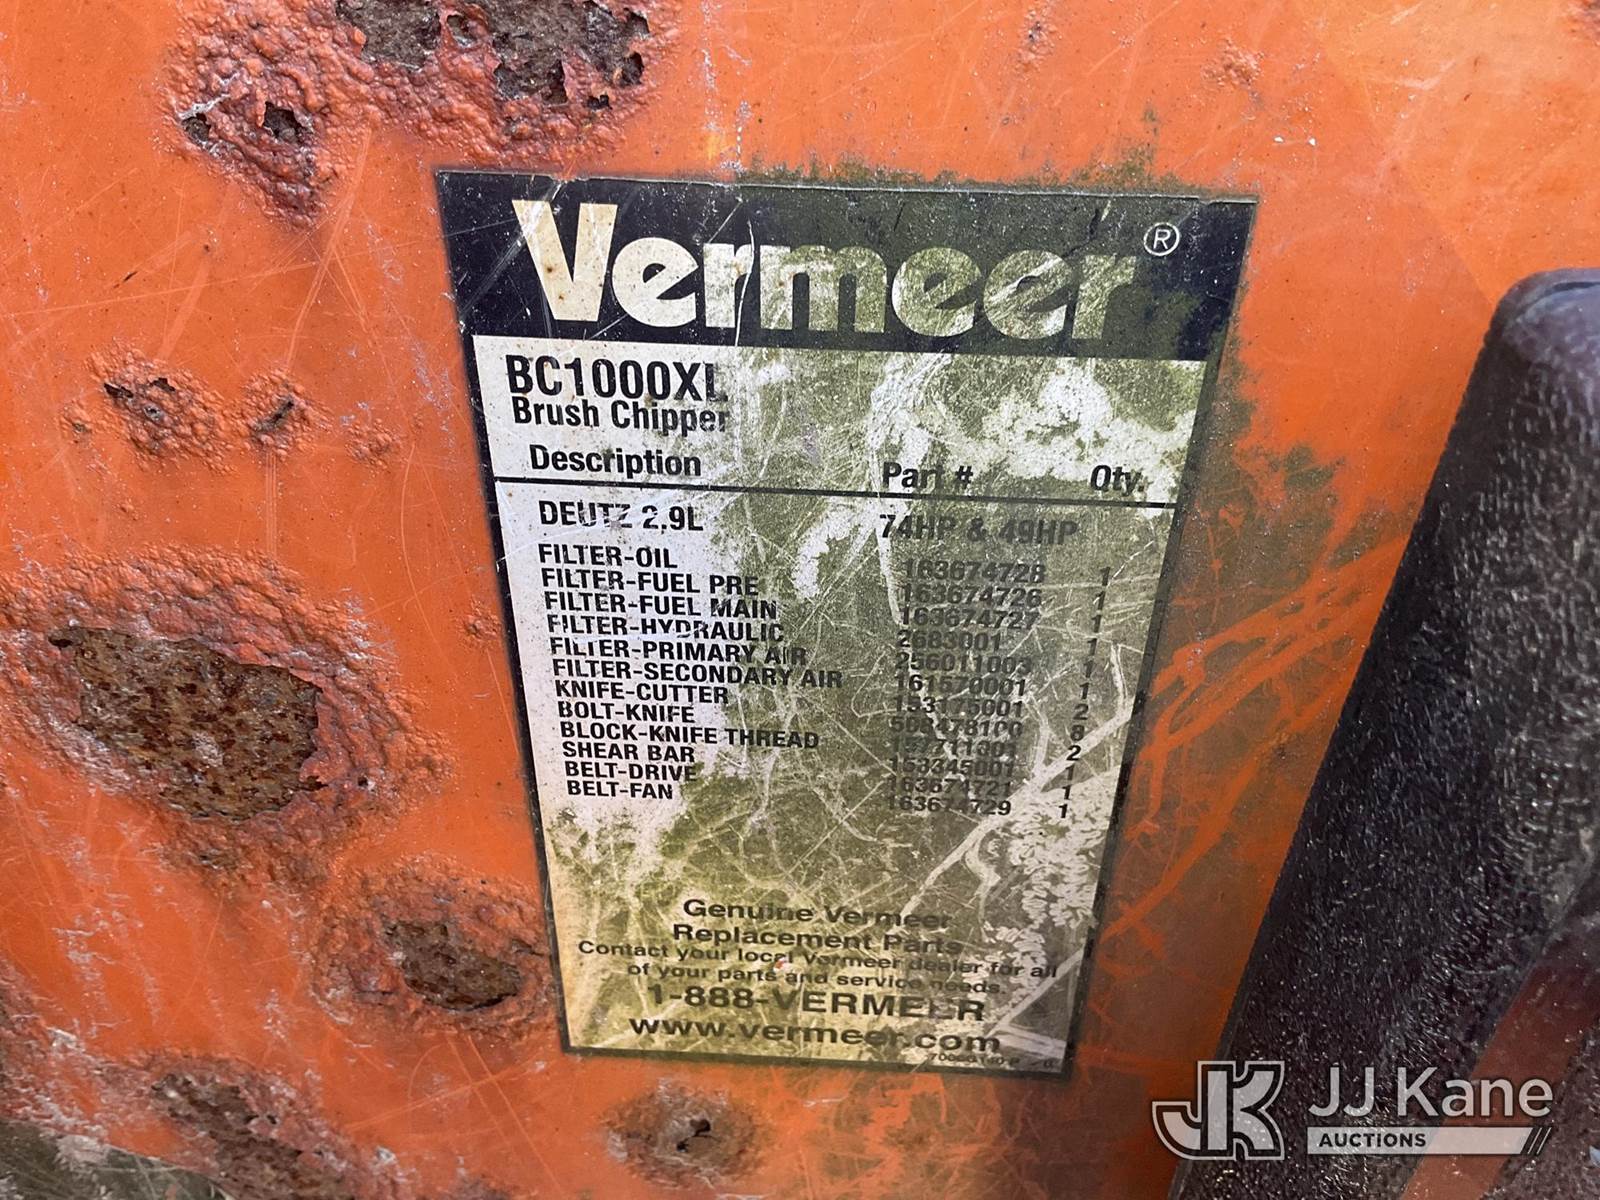 Vermeer®
BC1000XL
Brush Chipper
Description Part # Qty.
DEUTZ 2.9L 74HP & 49HP
FILTER-OIL 163674728 1
FILTER-FUEL PRE 163674726 1
FILTER-FUEL MAIN 163674727 1
FILTER-HYDRAULIC 2683001 1
FILTER-PRIMARY AIR 256011003 1
FILTER-SECONDARY AIR 161570001 1
KNIFE-CUTTER 153175001 2
BOLT-KNIFE 8
BLOCK-KNIFE THREAD 2
SHEAR BAR 153345001 1
BELT-DRIVE 163674721 1
BELT-FAN 163674729 1
Genuine Vermeer
Replacement Parts
Contact your local Vermeer dealer for all
of your parts and service needs.
1-888-VERMEER
www.vermeer.com
JK JJ Kane
AUCTIONS